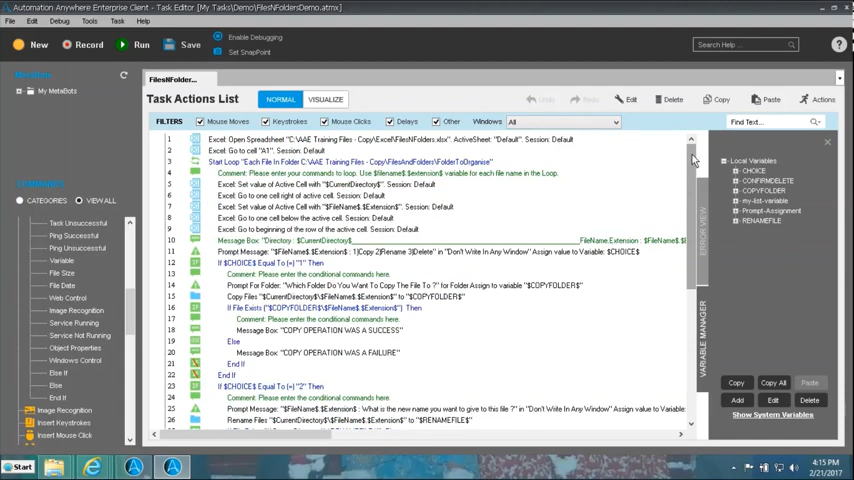 Automation Anywhere Enterprise Client - Task Editor [My Tasks\Demo\FilesNFoldersDemo.atmx]
File Edit Debug Tools Task Help
New Record Run Save
Enable Debugging
Set SnapPoint
Search Help ...
MetaBots
My MetaBots
COMMANDS
CATEGORIES VIEW ALL
Task Unsuccessful
Ping Successful
Ping Unsuccessful
Variable
File Size
File Date
Web Control
Image Recognition
Service Running
Service Not Running
Object Properties
Windows Control
Else If
Else
End If
Image Recognition
Insert Keystrokes
Insert Mouse Click
FilesNFolder...
Task Actions List NORMAL VISUALIZE Undo Redo Edit Delete Copy Paste Actions
FILTERS Mouse Moves Keystrokes Mouse Clicks Delays Other Windows All Find Text...
1 Excel: Open Spreadsheet "C:\AAE Training Files - Copy\Excel\FilesNFolders.xlsx". ActiveSheet: "Default". Session: Default
2 Excel: Go to cell "A1". Session: Default
3 Start Loop "Each File In Folder C:\AAE Training Files - Copy\FilesAndFolders\FolderToOrganise"
4 Comment: Please enter your commands to loop. Use $filename$.$extension$ variable for each file name in the Loop.
5 Excel: Set value of Active Cell with "$CurrentDirectory$". Session: Default
6 Excel: Go to one cell right of active cell. Session: Default
7 Excel: Set value of Active Cell with "$FileName$.$Extension$". Session: Default
8 Excel: Go to one cell below the active cell. Session: Default
9 Excel: Go to beginning of the row of the active cell. Session: Default
10 Message Box: "Directory : $CurrentDirectory$ FileName.Extension : $FileName$.$E
11 Prompt Message: "$FileName$.$Extension$ : 1)Copy 2)Rename 3)Delete" in "Don't Write In Any Window" Assign value to Variable: $CHOICE$
12 If $CHOICE$ Equal To (=) "1" Then
13 Comment: Please enter the conditional commands here.
14 Prompt For Folder: "Which Folder Do You Want To Copy The File To ?" for Folder Assign to variable "$COPYFOLDER$"
15 Copy Files "$CurrentDirectory$\$FileName$.$Extension$" to "$COPYFOLDER$"
16 If File Exists ("$COPYFOLDER$\$FileName$.$Extension$") Then
17 Comment: Please enter the conditional commands here.
18 Message Box: "COPY OPERATION WAS A SUCCESS"
19 Else
20 Message Box: "COPY OPERATION WAS A FAILURE"
21 End If
22 End If
23 If $CHOICE$ Equal To (=) "2" Then
24 Comment: Please enter the conditional commands here.
25 Prompt Message: "$FileName$.$Extension$ : What is the new name you want to give to this file ?" in "Don't Write In Any Window" Assign value to Variable:
26 Rename Files "$CurrentDirectory$\$FileName$.$Extension$" to "$RENAMEFILE$"
ERROR VIEW
VARIABLE MANAGER
Local Variables
CHOICE
CONFIRMDELETE
COPYFOLDER
my-list-variable
Prompt-Assignment
RENAMEFILE
Copy Copy All Paste
Add Edit Delete
Show System Variables
Start
4:15 PM
2/21/2017